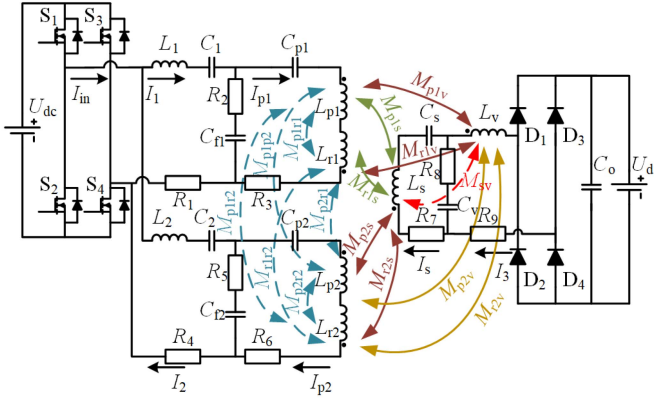 S1 S3
L1 C1 Cp1
Udc Iin I1 R2 Ip1 Lp1 Mp1v
Mp1s Cs Lv
Cf1 Mp1p2 Mp1r1 Lr1 Mr1v R8 D1 D3
S2 S4 R1 R3 Mr1s Ls Msv Co Ud
L2 C2 Mp1r2 Cp2 Mp2r1 R7 Cv R9
R5 Mr1r2 Mp2r2 Lp2 Mp2s Is I3
Cf2 Lr2 Mr2s Mp2v D2 D4
R4 R6 Mr2v
I2 Ip2